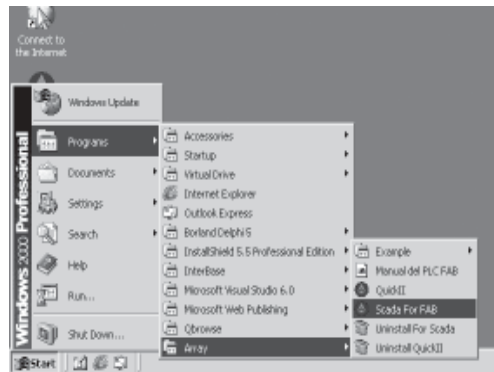 Connect to
the Internet
Windows 2000 Professional
Windows Update
Programs
Documents
Settings
Search
Help
Run...
Shut Down...
Accessories
Startup
Virtual Drive
Internet Explorer
Outlook Express
Borland Delphi 5
InstallShield 5.5 Professional Edition
InterBase
Microsoft Visual Studio 6.0
Microsoft Web Publishing
Qbrowse
Array
Example
Manual del PLC FAB
QuickII
Scada For FAB
Uninstall For Scada
Uninstall QuickII
Start